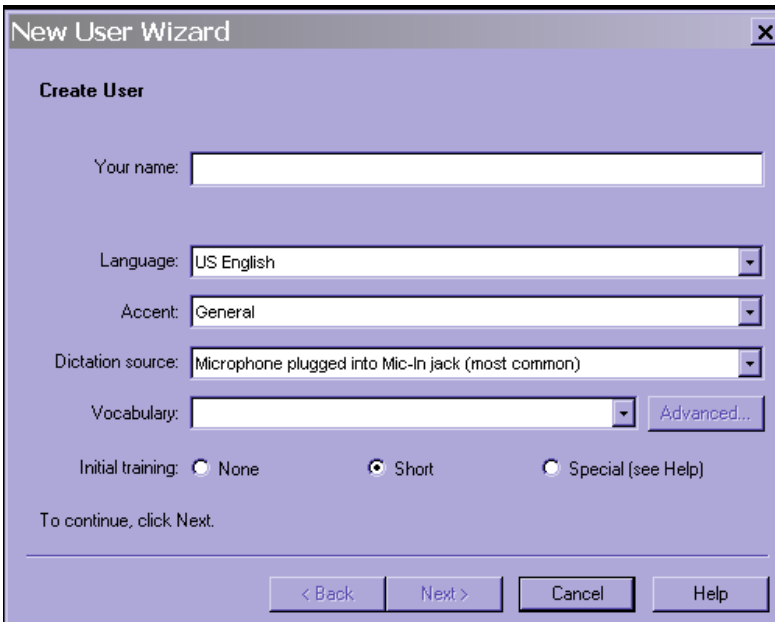 New User Wizard
Create User
Your name:
Language: US English
Accent: General
Dictation source: Microphone plugged into Mic-In jack (most common)
Vocabulary: Advanced...
Initial training: None Short Special (see Help)
To continue, click Next.
< Back Next > Cancel Help